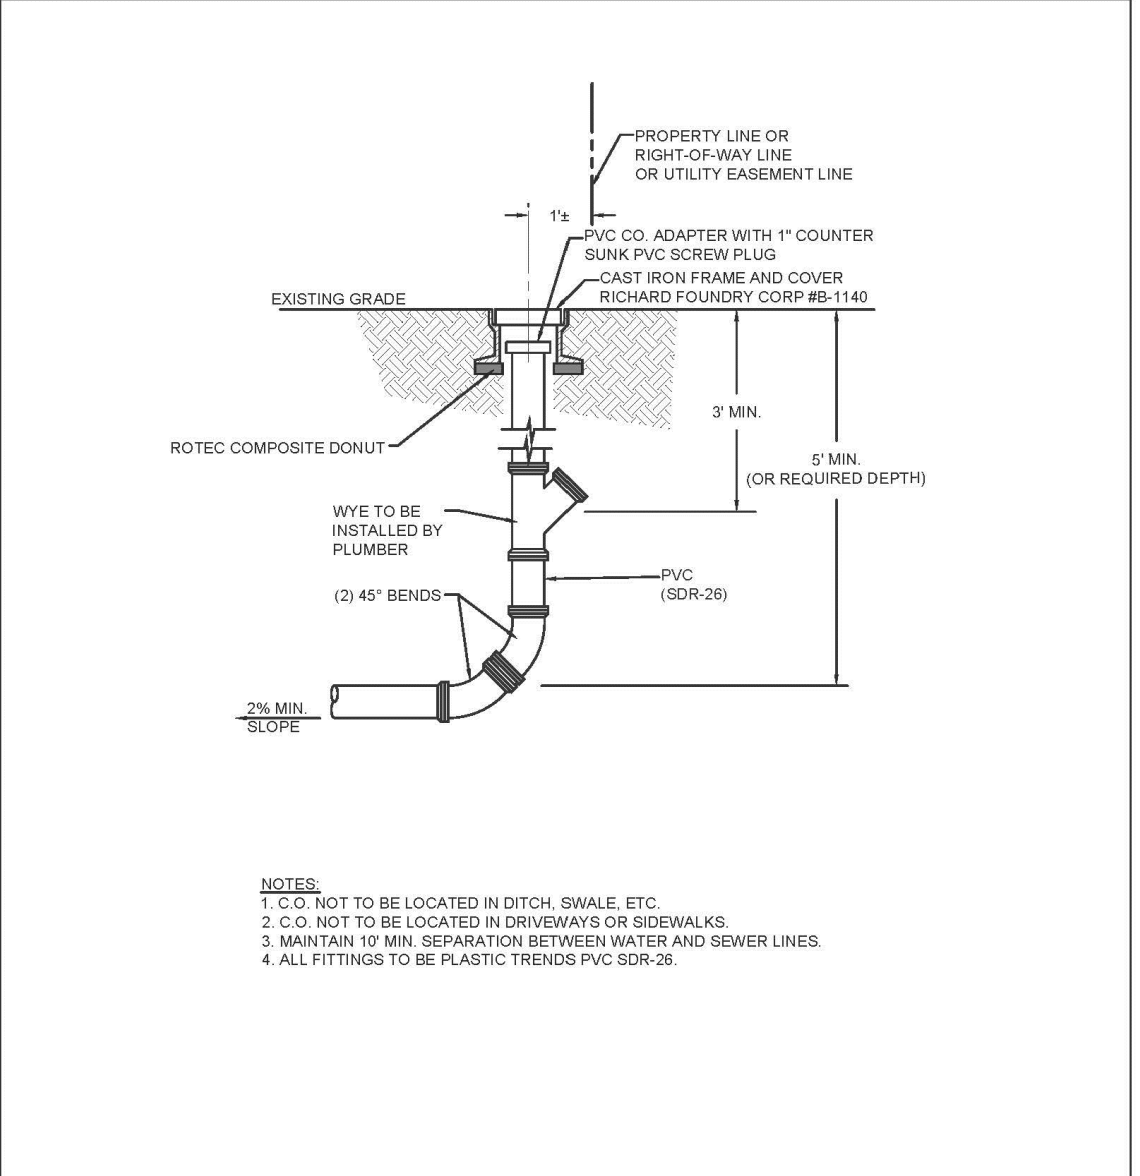 PROPERTY LINE OR
RIGHT-OF-WAY LINE
OR UTILITY EASEMENT LINE
1'±
PVC CO. ADAPTER WITH 1" COUNTER
SUNK PVC SCREW PLUG
CAST IRON FRAME AND COVER
RICHARD FOUNDRY CORP #B-1140
EXISTING GRADE
3' MIN.
ROTEC COMPOSITE DONUT
5' MIN.
(OR REQUIRED DEPTH)
WYE TO BE
INSTALLED BY
PLUMBER
PVC
(SDR-26)
(2) 45° BENDS
2% MIN.
SLOPE
NOTES:
1. C.O. NOT TO BE LOCATED IN DITCH, SWALE, ETC.
2. C.O. NOT TO BE LOCATED IN DRIVEWAYS OR SIDEWALKS.
3. MAINTAIN 10' MIN. SEPARATION BETWEEN WATER AND SEWER LINES.
4. ALL FITTINGS TO BE PLASTIC TRENDS PVC SDR-26.